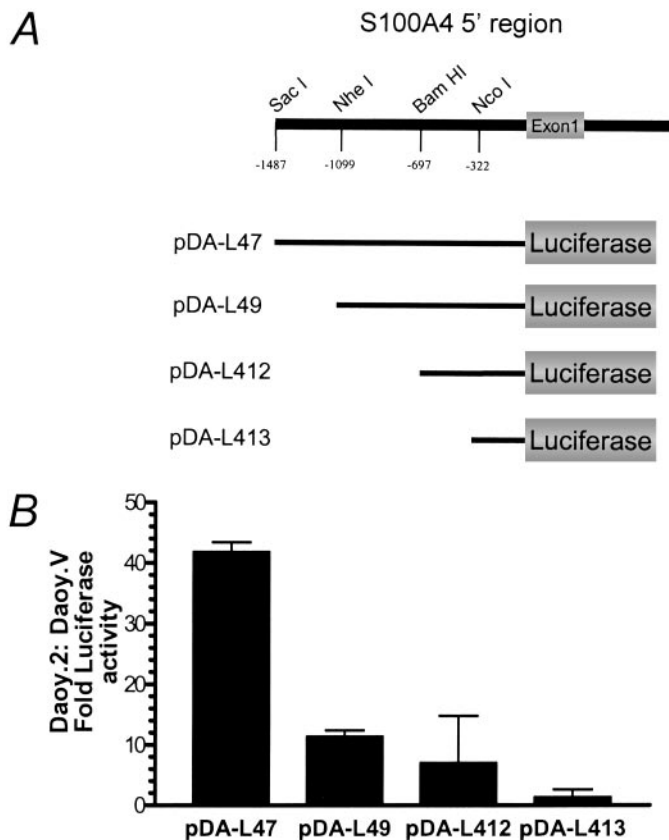 A
S100A4 5' region
Sac I
Nhe I
Bam HI
Nco I
Exon1
-1487
-1099
-697
-322
pDA-L47
Luciferase
pDA-L49
Luciferase
pDA-L412
Luciferase
pDA-L413
Luciferase
B
Daoy.2: Daoy.V
Fold Luciferase
activity
50
40
30
20
10
0
pDA-L47
pDA-L49
pDA-L412
pDA-L413